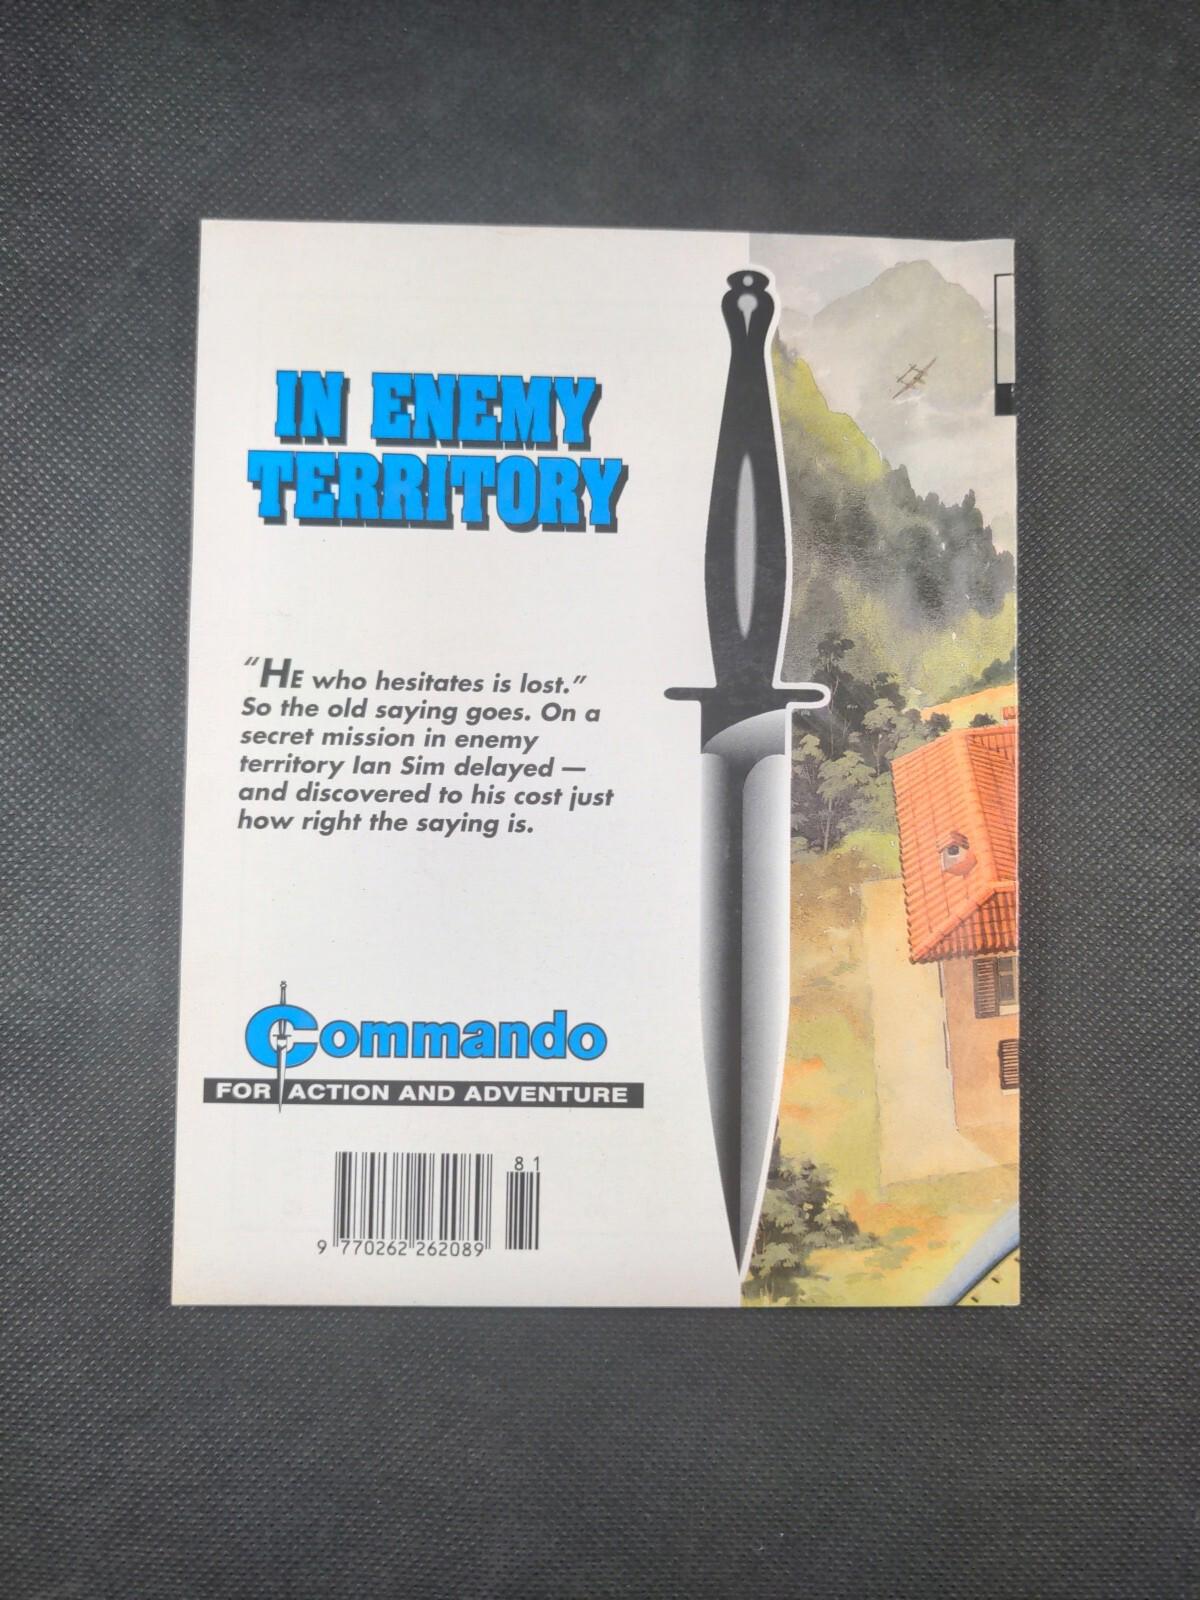 IN ENEMY
TERRITORY
"HE who hesitates is lost."
So the old saying goes. On a
secret mission in enemy
territory Ian Sim delayed —
and discovered to his cost just
how right the saying is.
Commando
FOR ACTION AND ADVENTURE
81
9 770262 262089